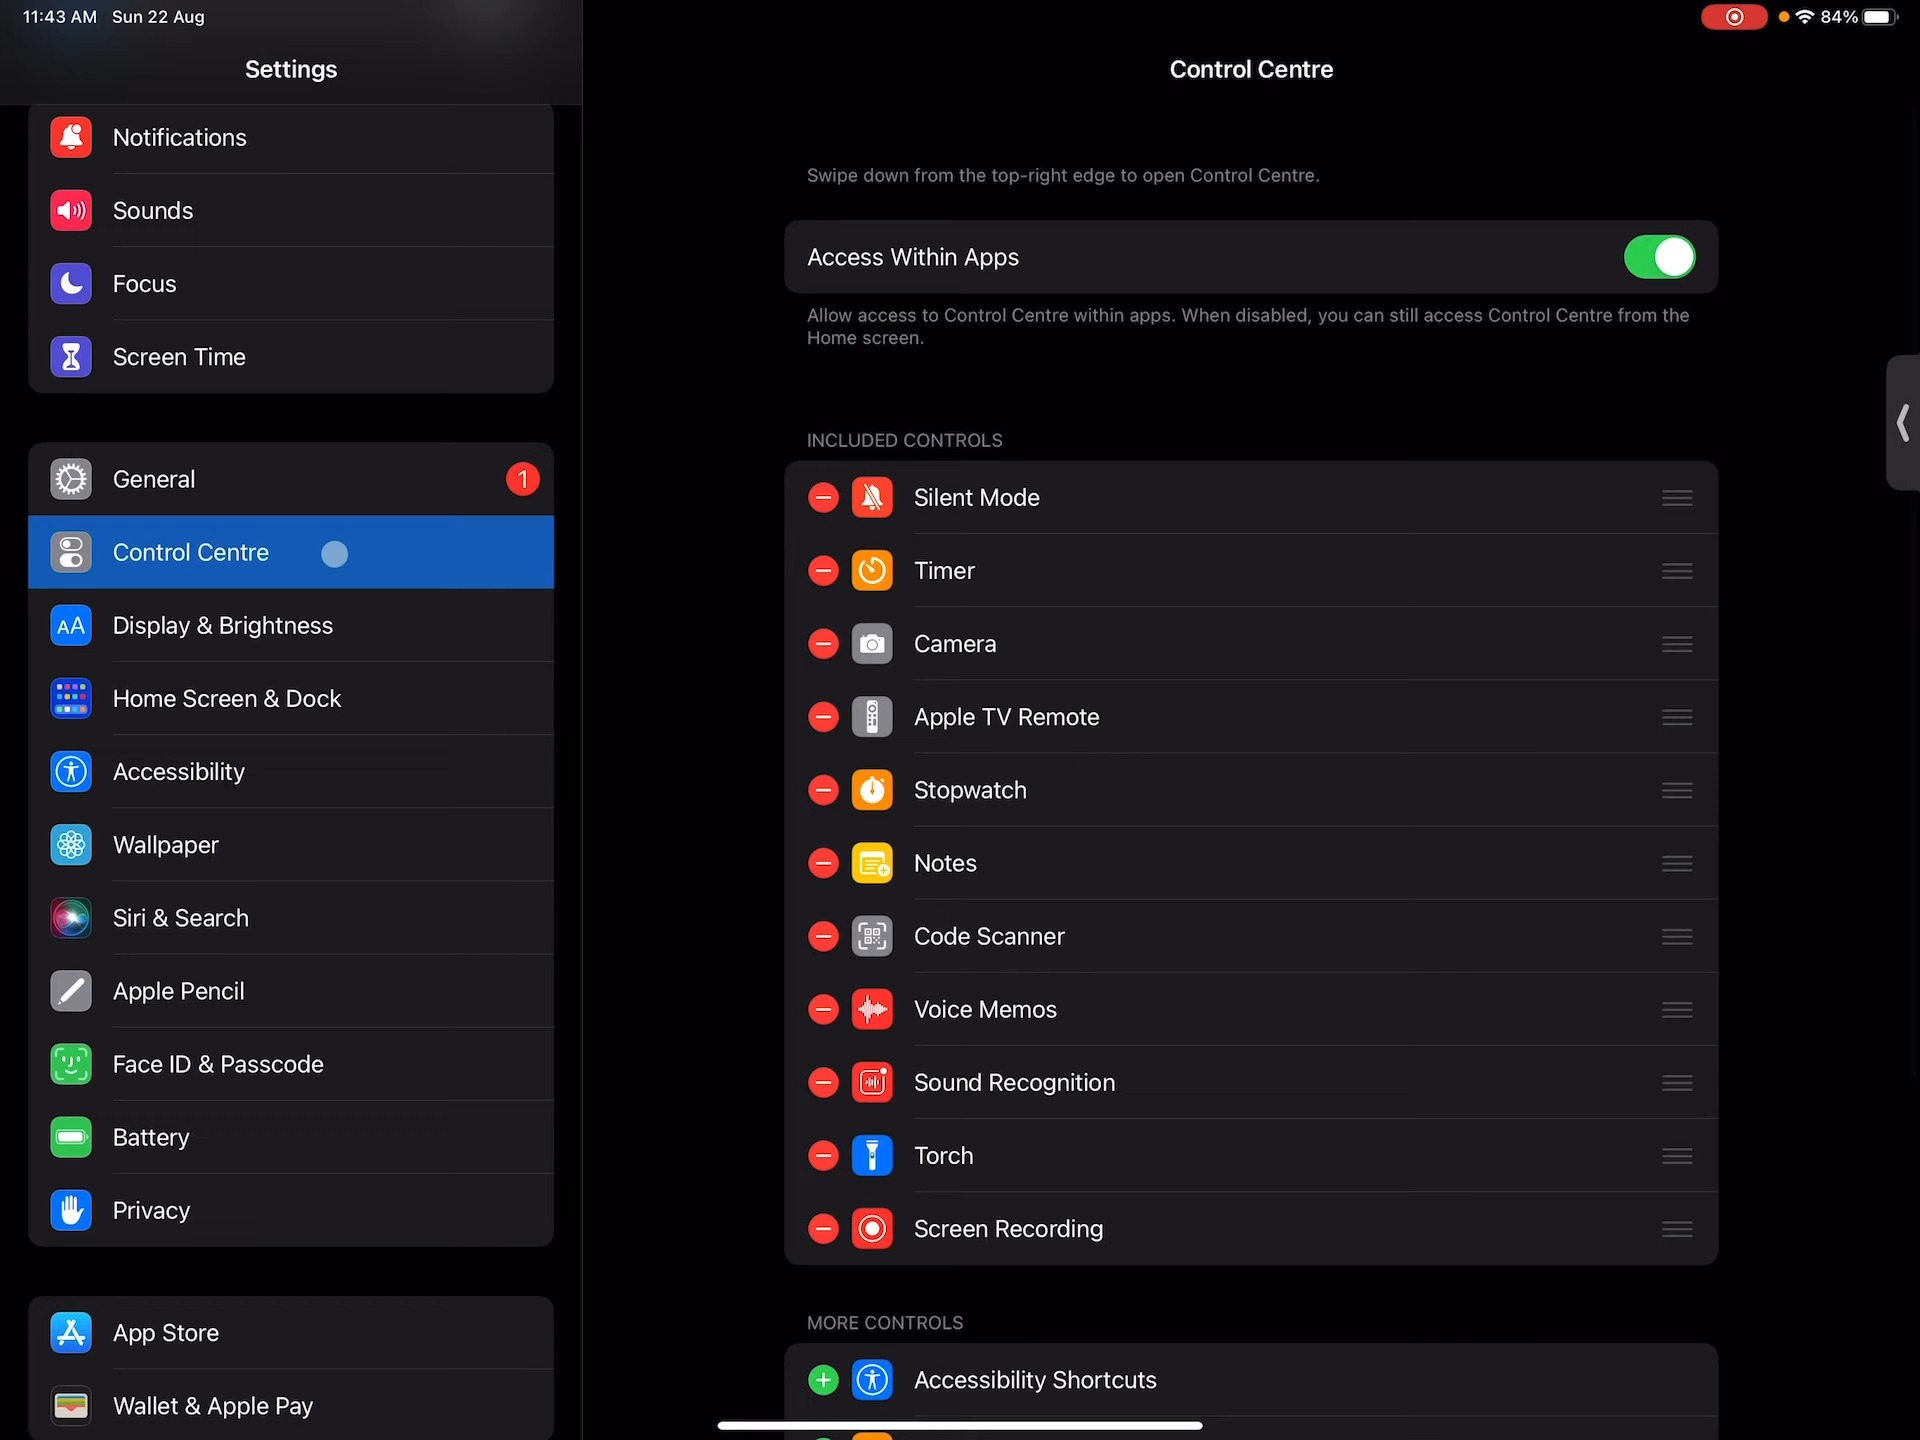 11:43 AM Sun 22 Aug
84%
Settings
Notifications
Sounds
Focus
Screen Time
General
1
Control Centre
Display & Brightness
AA
Home Screen & Dock
Accessibility
Wallpaper
Siri & Search
Apple Pencil
Face ID & Passcode
Battery
Privacy
App Store
Wallet & Apple Pay
Control Centre
Swipe down from the top-right edge to open Control Centre.
Access Within Apps
Allow access to Control Centre within apps. When disabled, you can still access Control Centre from the
Home screen.
INCLUDED CONTROLS
Silent Mode
Timer
Camera
Apple TV Remote
Stopwatch
Notes
Code Scanner
Voice Memos
Sound Recognition
Torch
Screen Recording
MORE CONTROLS
Accessibility Shortcuts